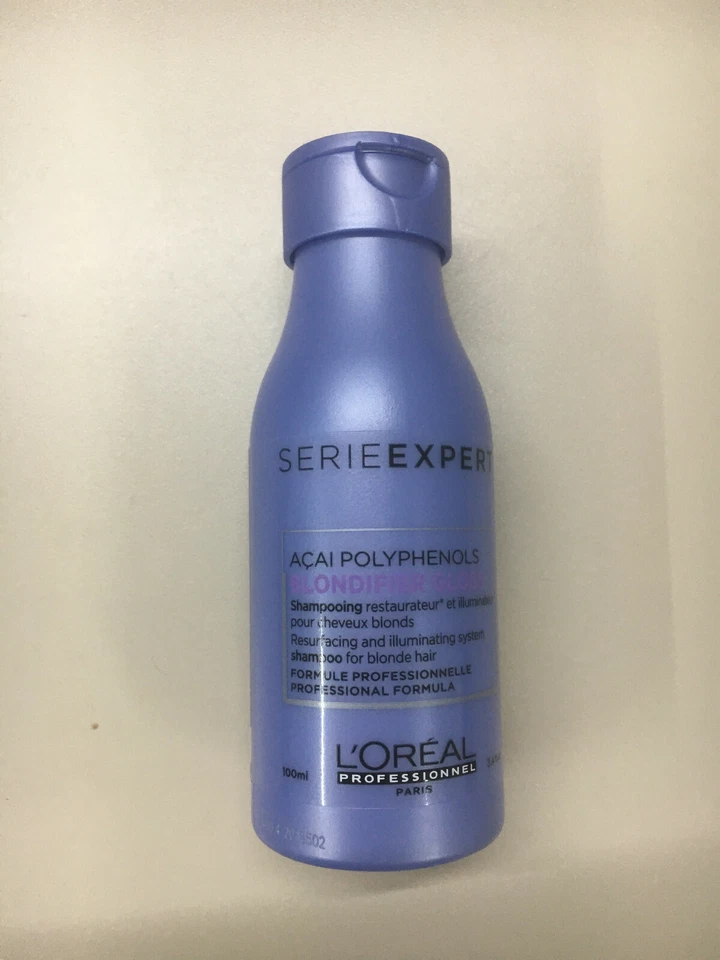 SERIEEXPERT
AÇAI POLYPHENOLS
BLONDIFIER
Shampooing restaurateur* et
pour cheveux blonds
Resurfacing and illuminating system
shampoo for blonde hair
FORMULE PROFESSIONNELLE
PROFESSIONAL FORMULA
L'ORÉAL
PROFESSIONNEL
PARIS
100ml